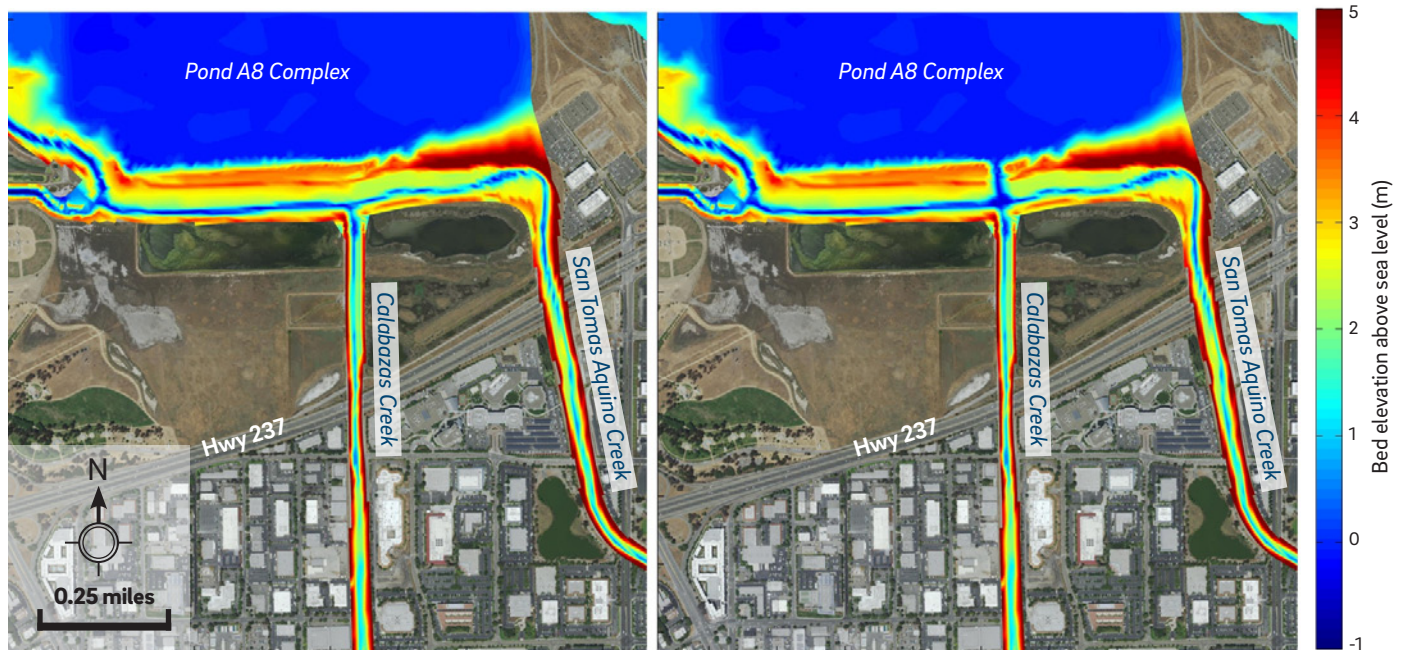 Pond A8 Complex
Calabazas Creek
San Tomas Aquino Creek
Hwy 237
N
0.25 miles
Pond A8 Complex
Calabazas Creek
San Tomas Aquino Creek
Hwy 237
5
4
3
2
1
0
-1
Bed elevation above sea level (m)